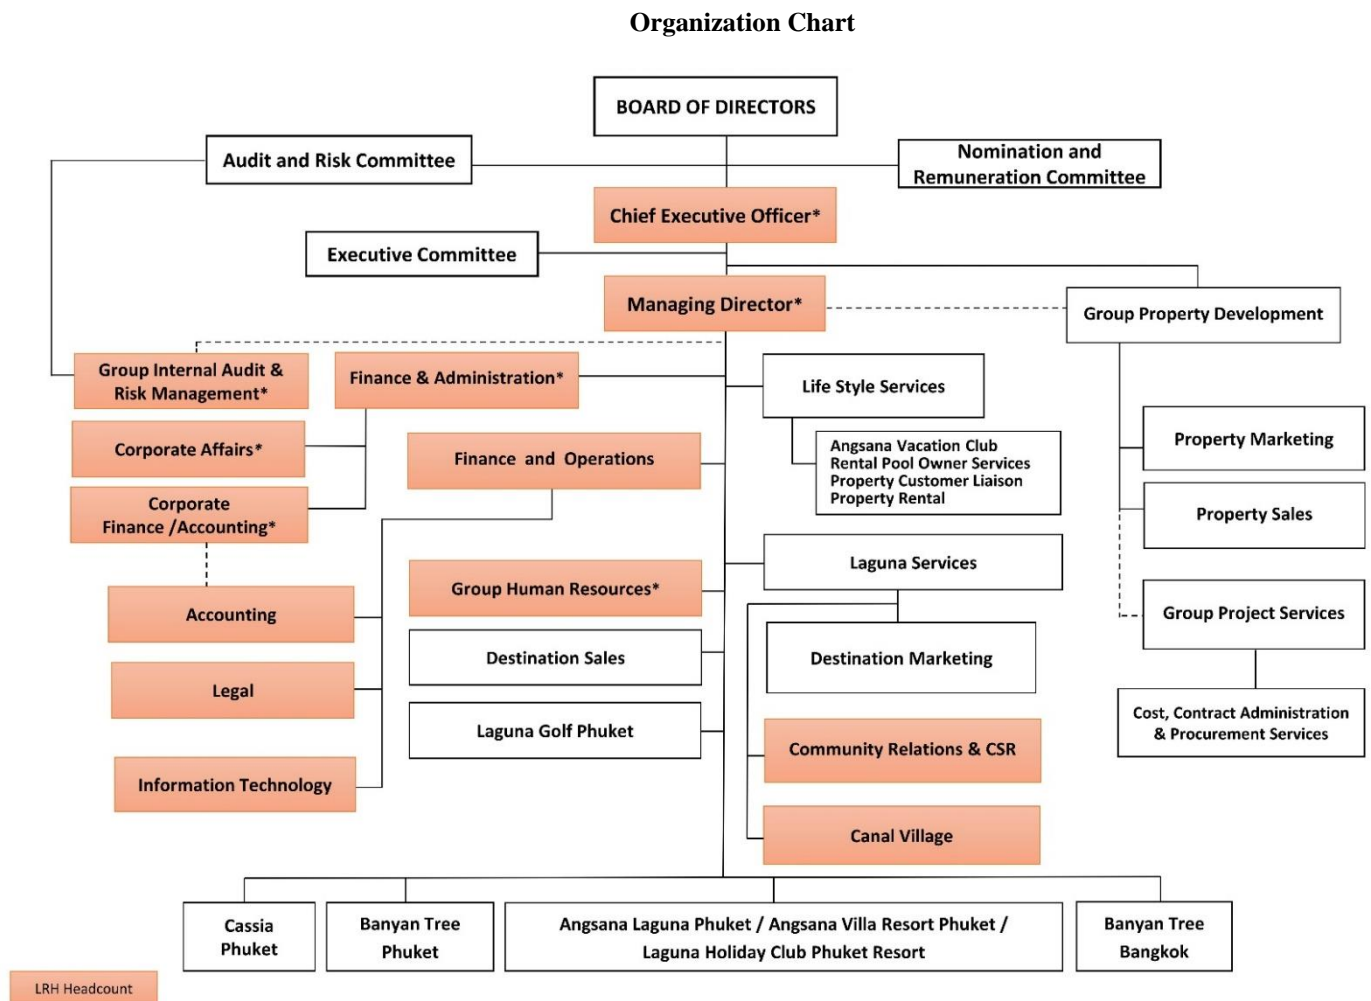 Organization Chart
BOARD OF DIRECTORS
Audit and Risk Committee
Nomination and
Remuneration Committee
Chief Executive Officer*
Executive Committee
Managing Director*
Group Property Development
Group Internal Audit &
Risk Management*
Finance & Administration*
Life Style Services
Corporate Affairs*
Finance and Operations
Angsana Vacation Club
Rental Pool Owner Services
Property Customer Liaison
Property Rental
Property Marketing
Corporate
Finance /Accounting*
Property Sales
Laguna Services
Accounting
Group Human Resources*
Group Project Services
Destination Sales
Destination Marketing
Legal
Laguna Golf Phuket
Community Relations & CSR
Cost, Contract Administration
& Procurement Services
Information Technology
Canal Village
Cassia
Phuket
Banyan Tree
Phuket
Angsana Laguna Phuket / Angsana Villa Resort Phuket /
Laguna Holiday Club Phuket Resort
Banyan Tree
Bangkok
LRH Headcount